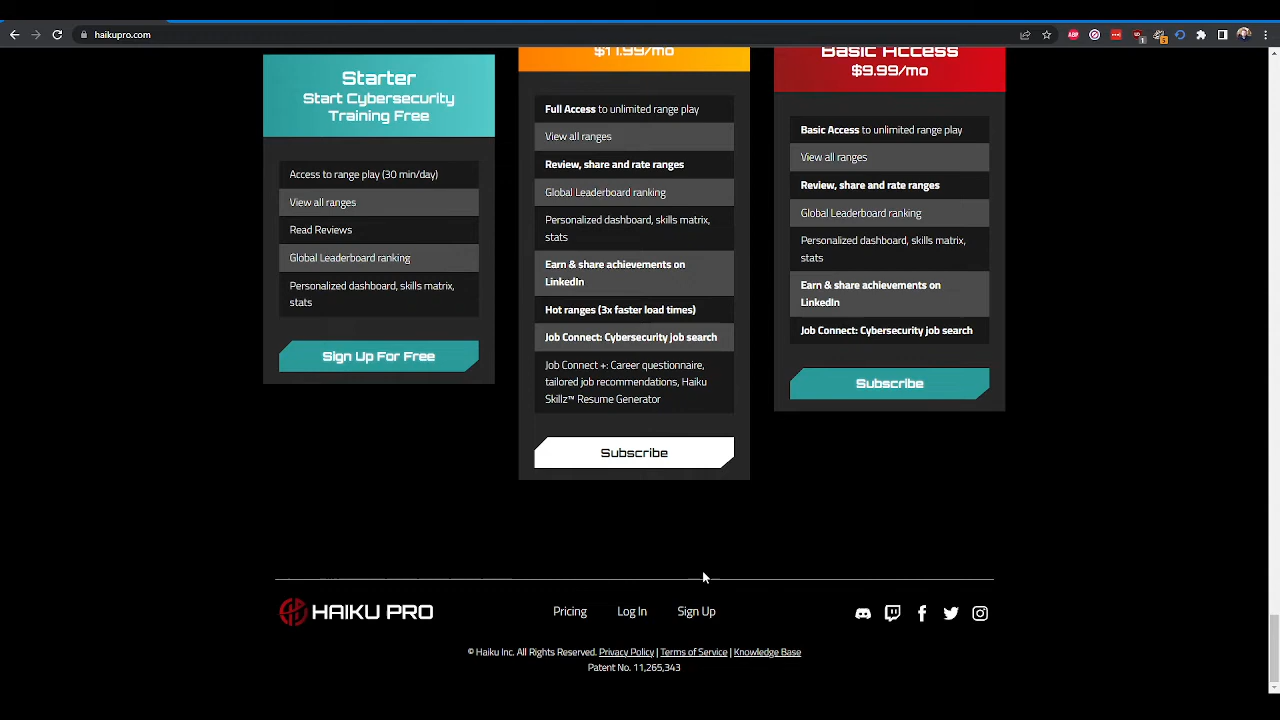 haikupro.com
Starter
Start Cybersecurity
Training Free
Access to range play (30 min/day)
View all ranges
Read Reviews
Global Leaderboard ranking
Personalized dashboard, skills matrix,
stats
Sign Up For Free
$11.99/mo
Full Access to unlimited range play
View all ranges
Review, share and rate ranges
Global Leaderboard ranking
Personalized dashboard, skills matrix,
stats
Earn & share achievements on
LinkedIn
Hot ranges (3x faster load times)
Job Connect: Cybersecurity job search
Job Connect +: Career questionnaire,
tailored job recommendations, Haiku
Skillz™ Resume Generator
Subscribe
Basic Access
$9.99/mo
Basic Access to unlimited range play
View all ranges
Review, share and rate ranges
Global Leaderboard ranking
Personalized dashboard, skills matrix,
stats
Earn & share achievements on
LinkedIn
Job Connect: Cybersecurity job search
Subscribe
HAIKU PRO
Pricing Log In Sign Up
© Haiku Inc. All Rights Reserved. Privacy Policy | Terms of Service | Knowledge Base
Patent No. 11,265,343